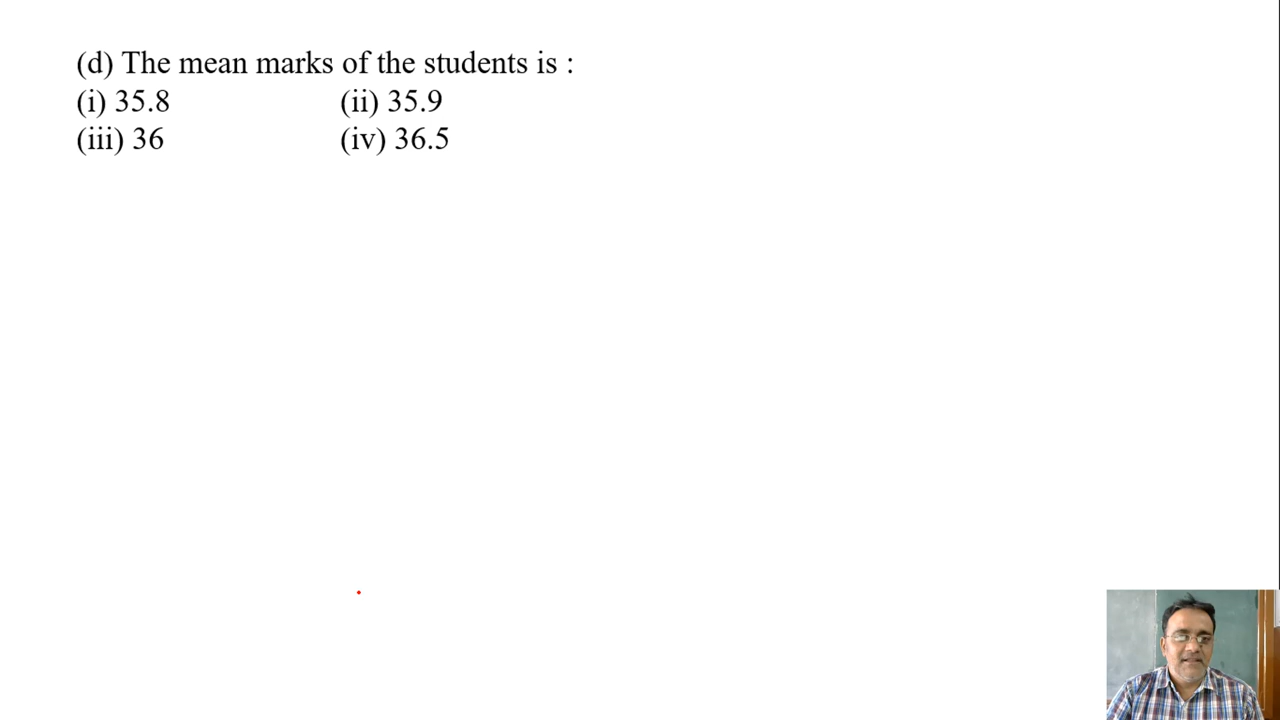 (d) The mean marks of the students is :
(i) 35.8 (ii) 35.9
(iii) 36 (iv) 36.5